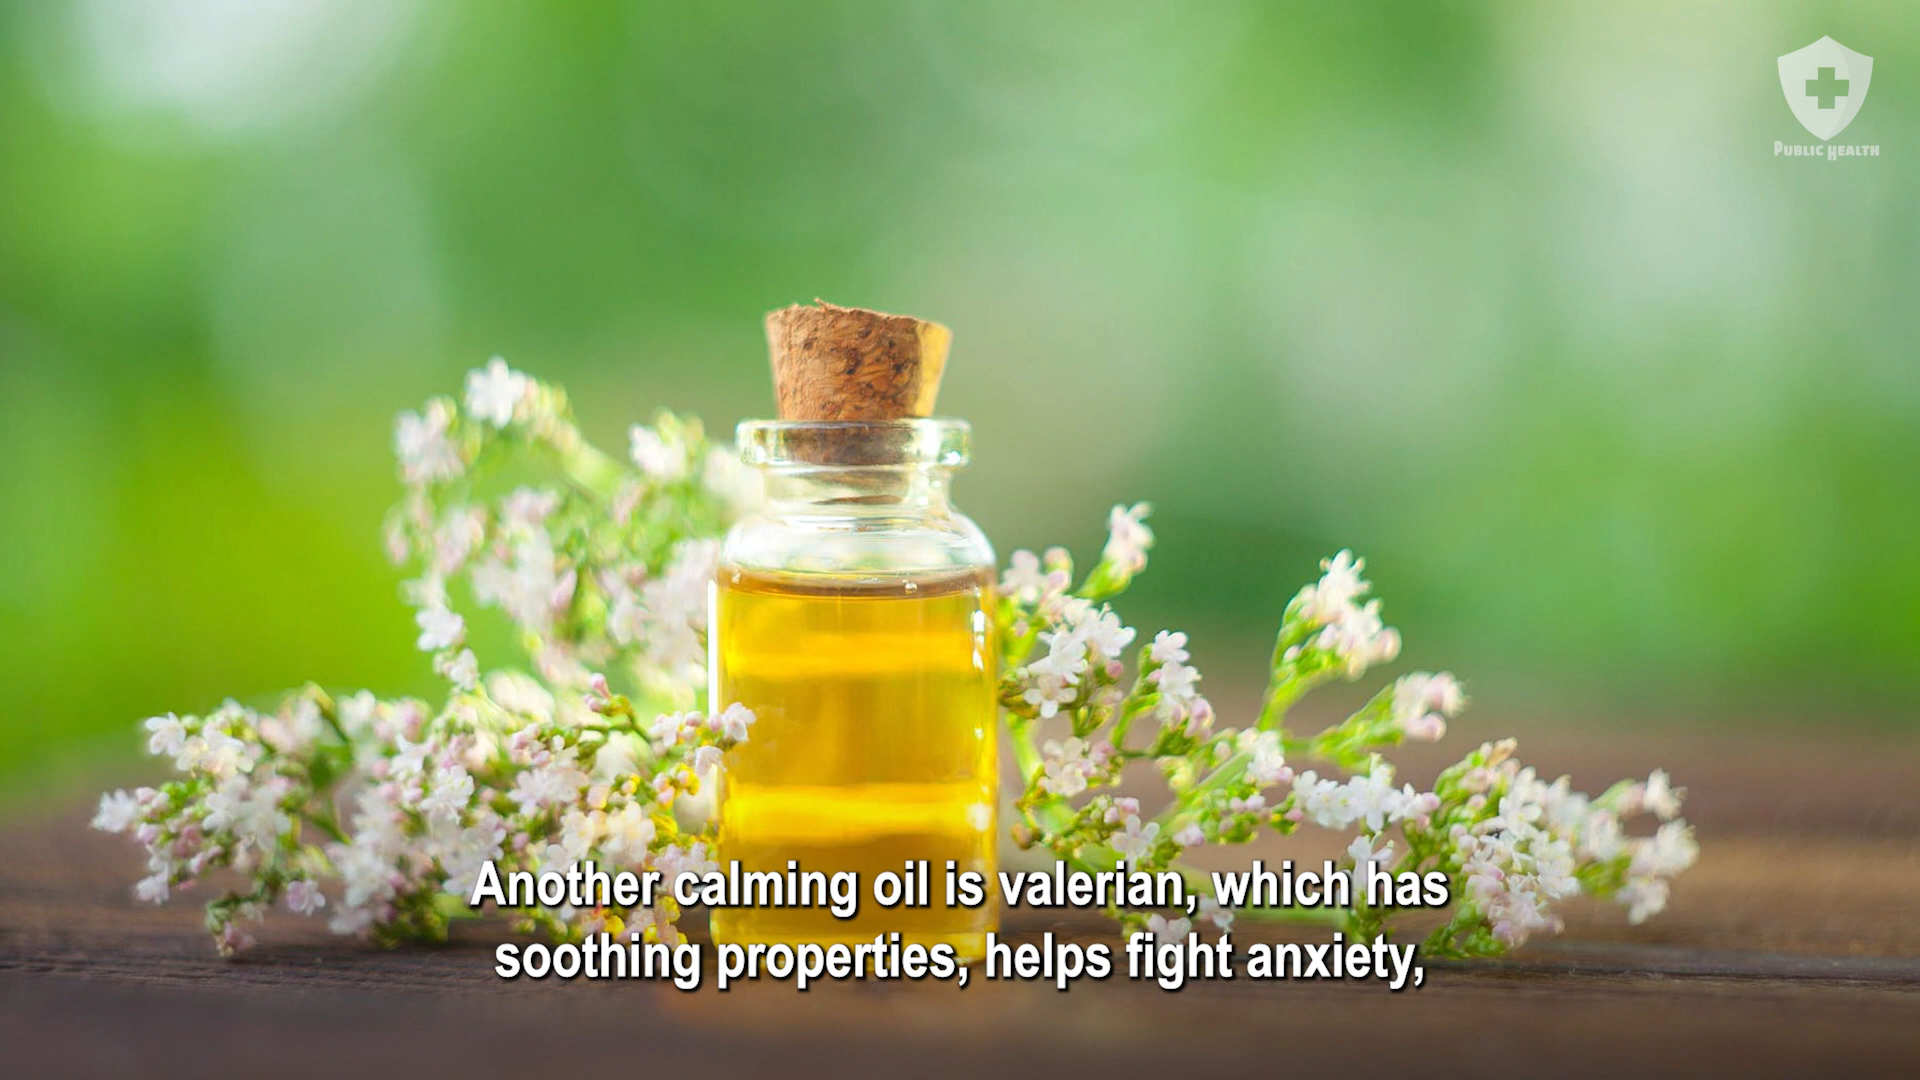 PUBLIC HEALTH
Another calming oil is valerian, which has
soothing properties, helps fight anxiety,